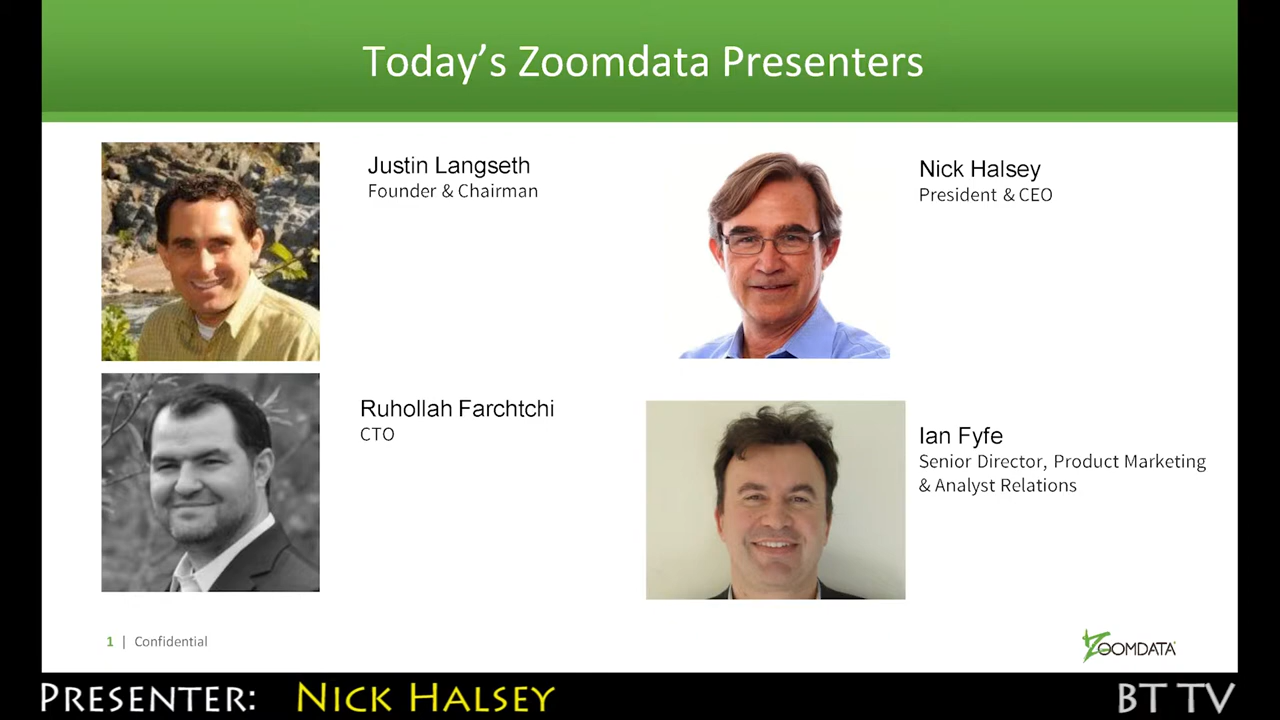 Today's Zoomdata Presenters
Justin Langseth
Founder & Chairman
Nick Halsey
President & CEO
Ruhollah Farchtchi
CTO
Ian Fyfe
Senior Director, Product Marketing
& Analyst Relations
1 | Confidential
ZOOMDATA
PRESENTER: NICK HALSEY
BT TV